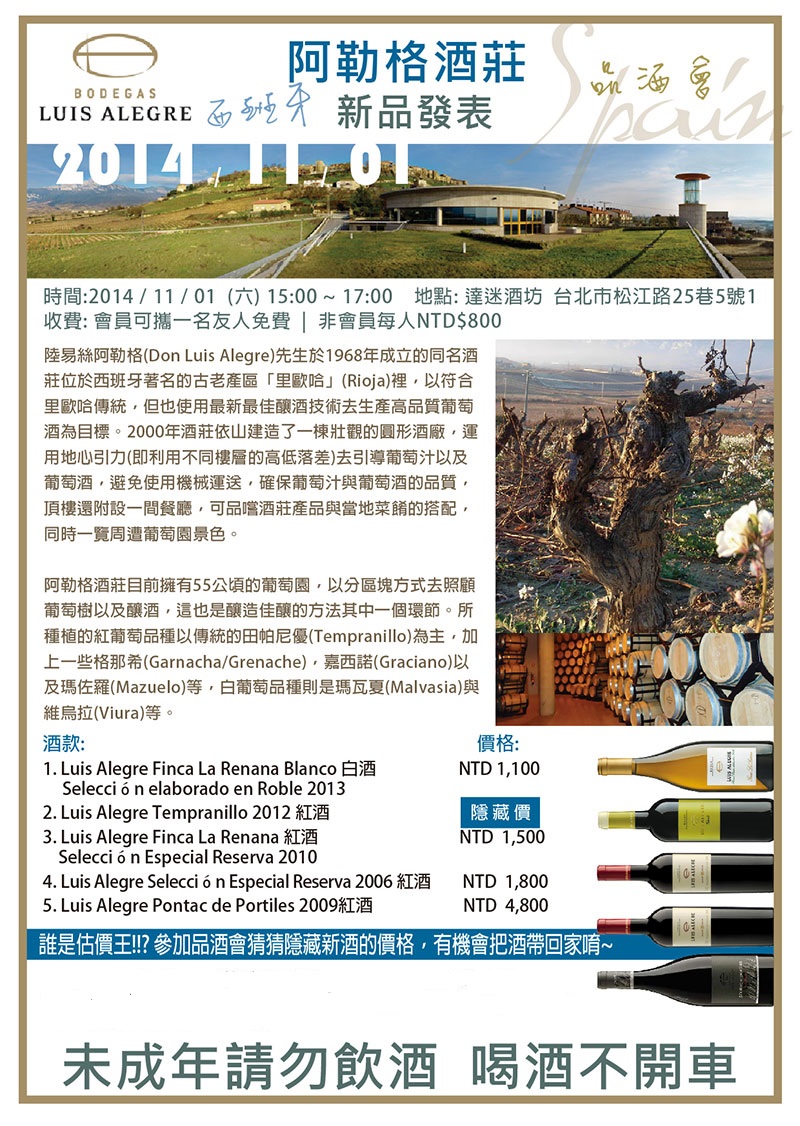 BODEGAS
LUIS ALEGRE
阿勒格酒莊
西班牙 新品發表
Spain 品酒會
2014 / 11 / 01
時間:2014 / 11 / 01 (六) 15:00 ~ 17:00 地點: 達迷酒坊 台北市松江路25巷5號1
收費: 會員可攜一名友人免費 | 非會員每人NTD$800
陸易絲阿勒格(Don Luis Alegre)先生於1968年成立的同名酒
莊位於西班牙著名的古老產區「里歐哈」(Rioja)裡，以符合
里歐哈傳統，但也使用最新最佳釀酒技術去生產高品質葡萄
酒為目標。2000年酒莊依山建造了一棟壯觀的圓形酒廠，運
用地心引力(即利用不同樓層的高低落差)去引導葡萄汁以及
葡萄酒，避免使用機械運送，確保葡萄汁與葡萄酒的品質，
頂樓還附設一間餐廳，可品嚐酒莊產品與當地菜餚的搭配，
同時一覽周遭葡萄園景色。
阿勒格酒莊目前擁有55公頃的葡萄園，以分區塊方式去照顧
葡萄樹以及釀酒，這也是釀造佳釀的方法其中一個環節。所
種植的紅葡萄品種以傳統的田帕尼優(Tempranillo)為主，加
上一些格那希(Garnacha/Grenache)，嘉西諾(Graciano)以
及瑪佐羅(Mazuelo)等，白葡萄品種則是瑪瓦夏(Malvasia)與
維烏拉(Viura)等。
酒款: 價格:
1. Luis Alegre Finca La Renana Blanco 白酒 NTD 1,100
Selecci ó n elaborado en Roble 2013
2. Luis Alegre Tempranillo 2012 紅酒 隱藏價
3. Luis Alegre Finca La Renana 紅酒 NTD 1,500
Selecci ó n Especial Reserva 2010
4. Luis Alegre Selecci ó n Especial Reserva 2006 紅酒 NTD 1,800
5. Luis Alegre Pontac de Portiles 2009紅酒 NTD 4,800
誰是估價王!!? 參加品酒會猜猜隱藏新酒的價格，有機會把酒帶回家唷~
未成年請勿飲酒 喝酒不開車